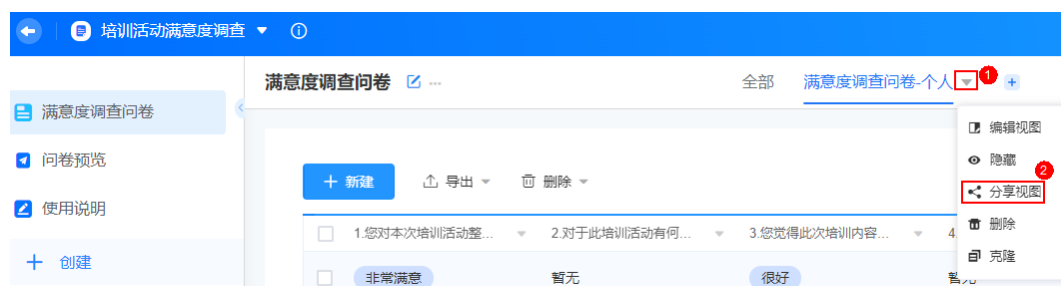 培训活动满意度调查
满意度调查问卷
问卷预览
使用说明
创建
满意度调查问卷 ...
全部 满意度调查问卷-个人 1 +
编辑视图
隐藏
2
分享视图
删除
克隆
+ 新建 导出 删除
1.您对本次培训活动整... 2.对于此培训活动有何... 3.您觉得此次培训内容... 4.
非常满意 暂无 很好 暂无